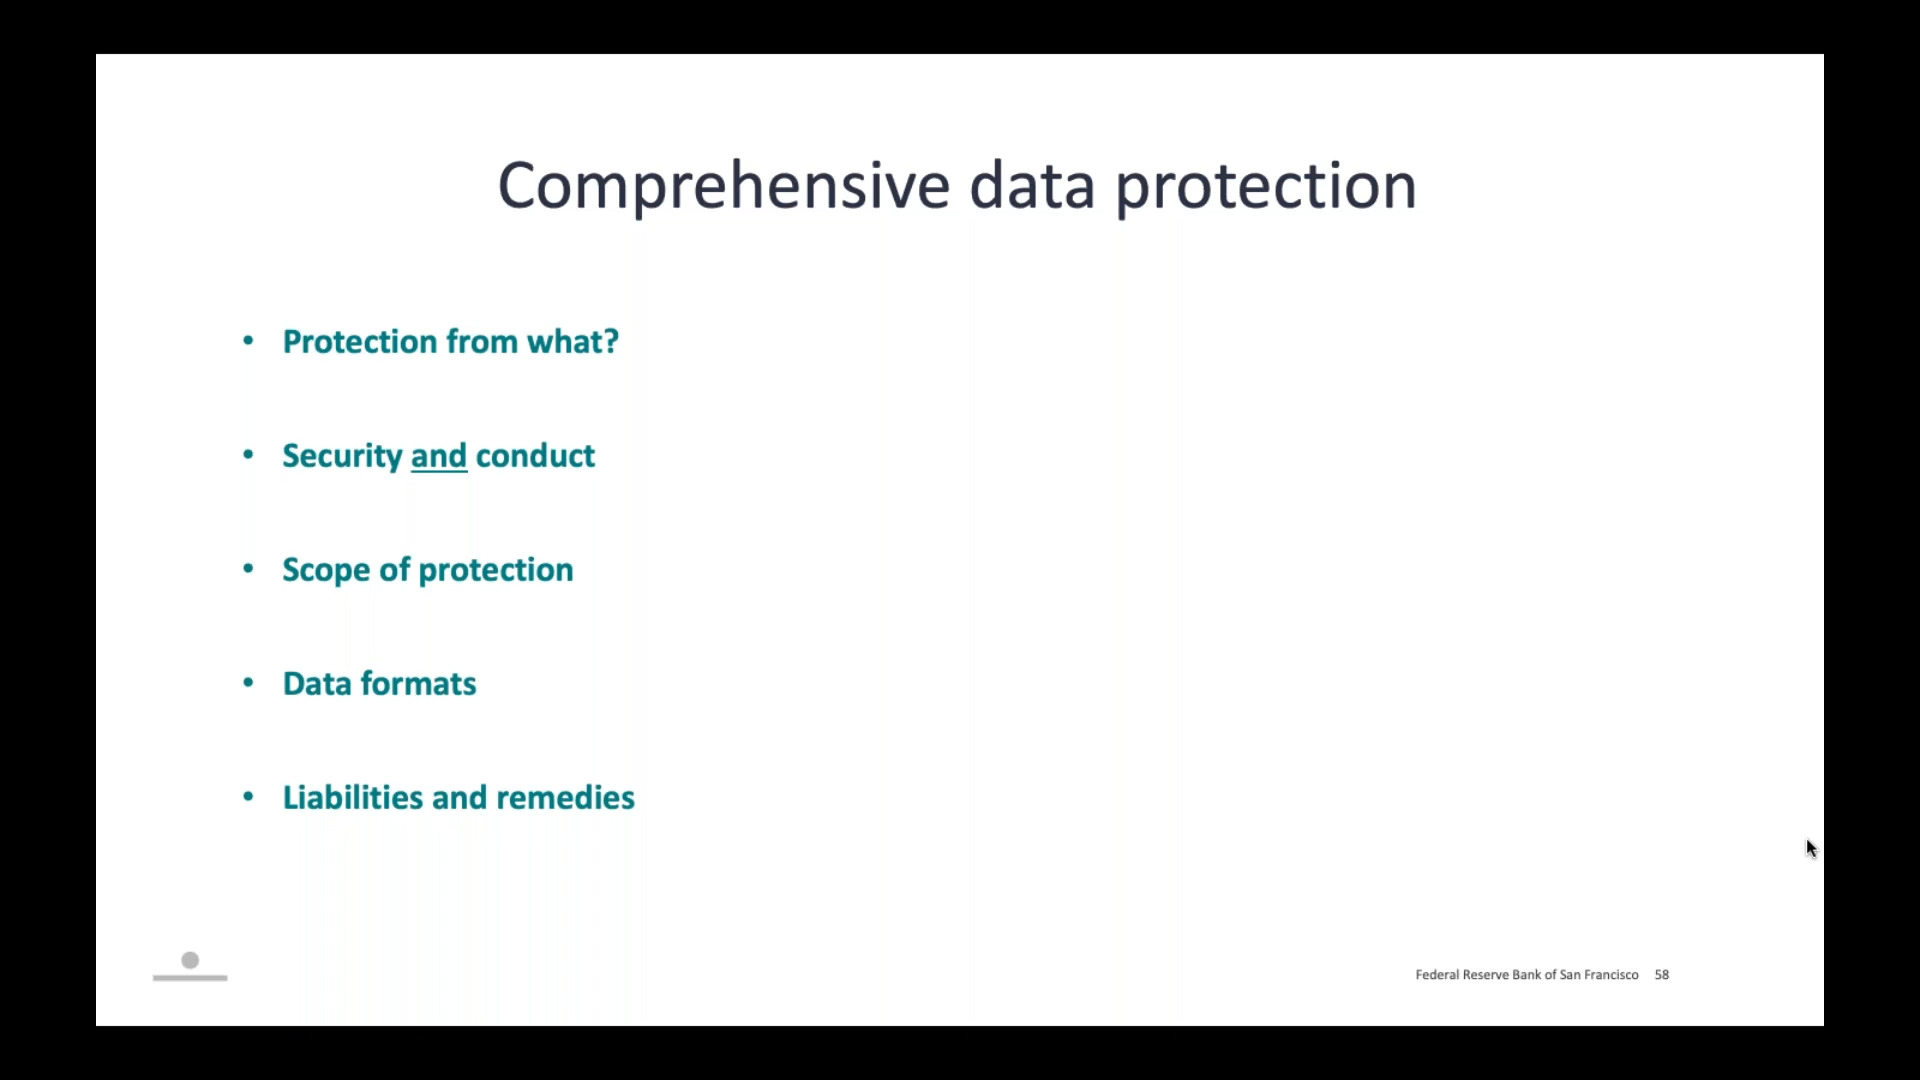 Comprehensive data protection
• Protection from what?
• Security and conduct
• Scope of protection
• Data formats
• Liabilities and remedies
Federal Reserve Bank of San Francisco 58